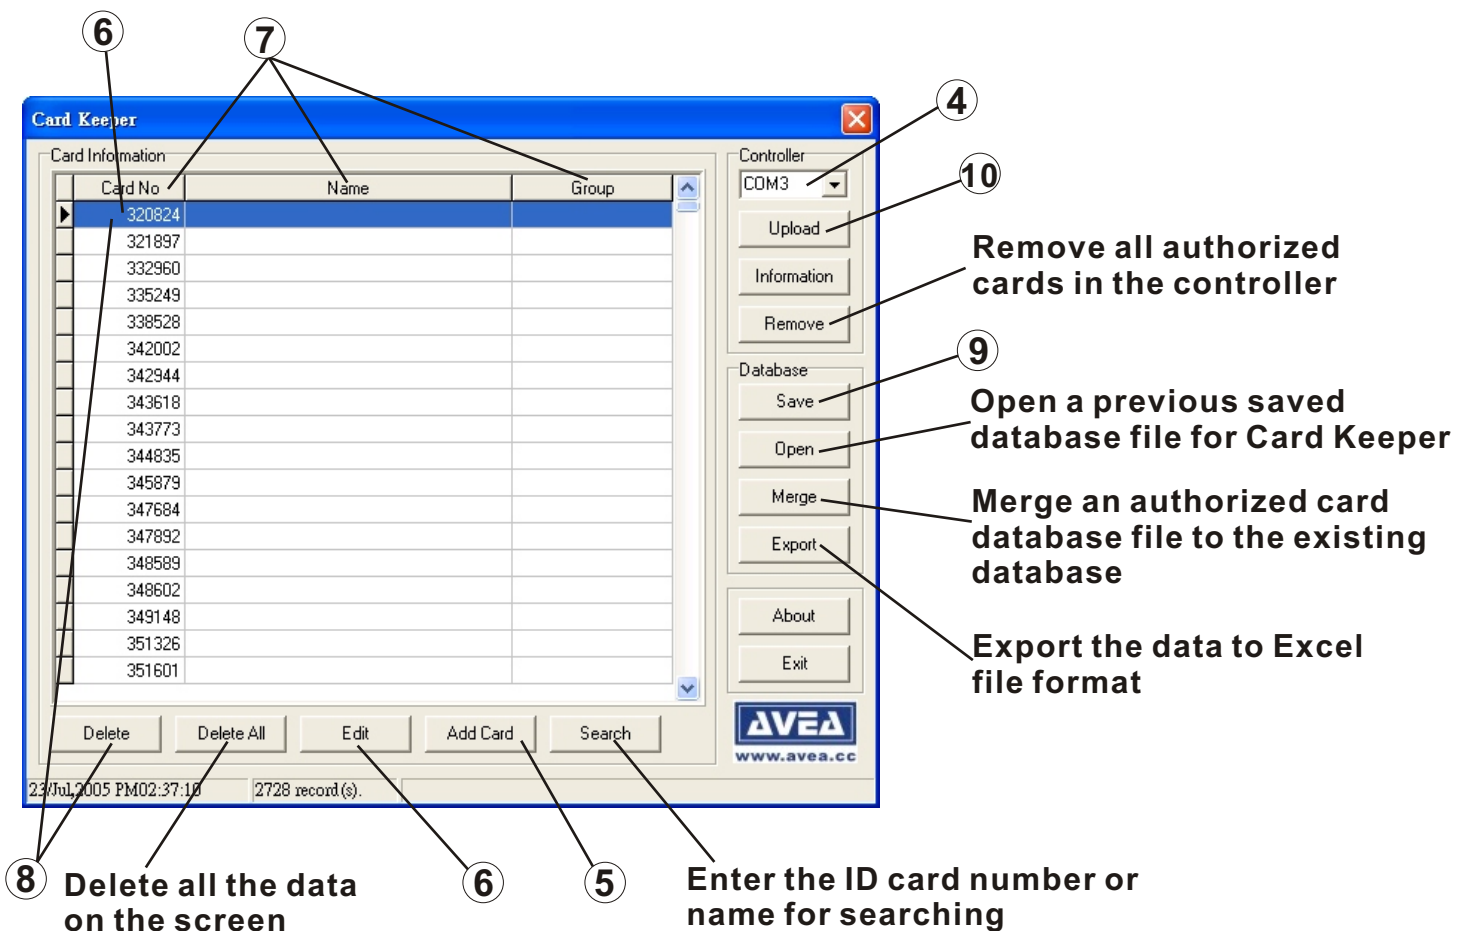 6
7
4
Card Keeper
Card Information
Controller
Card No Name Group
COM3
10
320824
Upload
321897
Remove all authorized
cards in the controller
332960
Information
335249
338528
Remove
342002
9
342944
Database
343618
Save
Open a previous saved
database file for Card Keeper
343773
344835
Open
345879
347684
Merge
Merge an authorized card
database file to the existing
database
347892
Export
348589
348602
349148
About
351326
Export the data to Excel
file format
351601
Exit
Delete Delete All Edit Add Card Search
AVEA
www.avea.cc
23/Jul,2005 PM02:37:10 2728 record(s).
8
Delete all the data
on the screen
6
5
Enter the ID card number or
name for searching